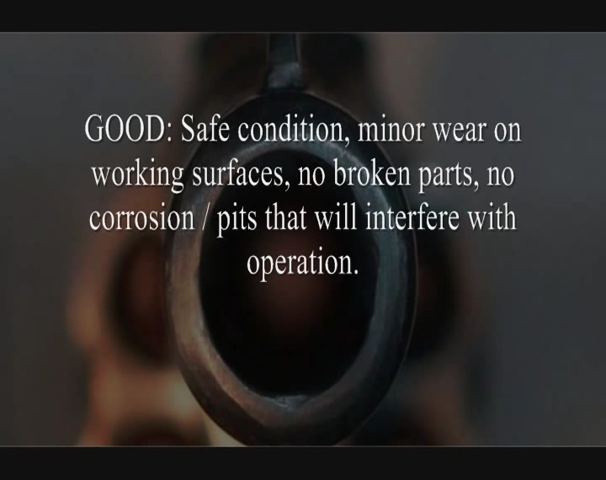 GOOD: Safe condition, minor wear on
working surfaces, no broken parts, no
corrosion / pits that will interfere with
operation.